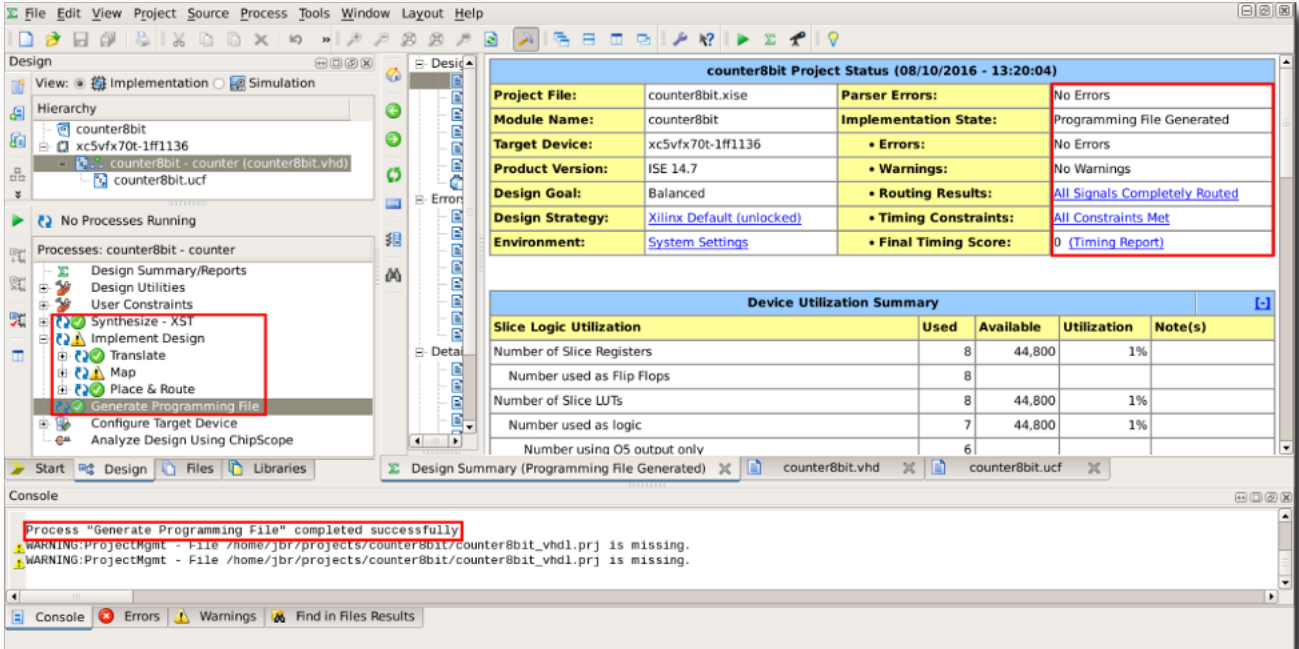 File Edit View Project Source Process Tools Window Layout Help
Design
View: Implementation Simulation
Hierarchy
counter8bit
xc5vfx70t-1ff1136
counter8bit - counter (counter8bit.vhd)
counter8bit.ucf
No Processes Running
Processes: counter8bit - counter
Design Summary/Reports
Design Utilities
User Constraints
Synthesize - XST
Implement Design
Translate
Map
Place & Route
Generate Programming File
Configure Target Device
Analyze Design Using ChipScope
Start Design Files Libraries
counter8bit Project Status (08/10/2016 - 13:20:04)
Project File: counter8bit.xise Parser Errors: No Errors
Module Name: counter8bit Implementation State: Programming File Generated
Target Device: xc5vfx70t-1ff1136 • Errors: No Errors
Product Version: ISE 14.7 • Warnings: No Warnings
Design Goal: Balanced • Routing Results: All Signals Completely Routed
Design Strategy: Xilinx Default (unlocked) • Timing Constraints: All Constraints Met
Environment: System Settings • Final Timing Score: 0 (Timing Report)
Device Utilization Summary [-]
Slice Logic Utilization Used Available Utilization Note(s)
Number of Slice Registers 8 44,800 1%
Number used as Flip Flops 8
Number of Slice LUTs 8 44,800 1%
Number used as logic 7 44,800 1%
Number using O5 output only 6
Design Summary (Programming File Generated) counter8bit.vhd counter8bit.ucf
Console
Process "Generate Programming File" completed successfully
WARNING:ProjectMgmt - File /home/jbr/projects/counter8bit/counter8bit_vhdl.prj is missing.
WARNING:ProjectMgmt - File /home/jbr/projects/counter8bit/counter8bit_vhdl.prj is missing.
Console Errors Warnings Find in Files Results